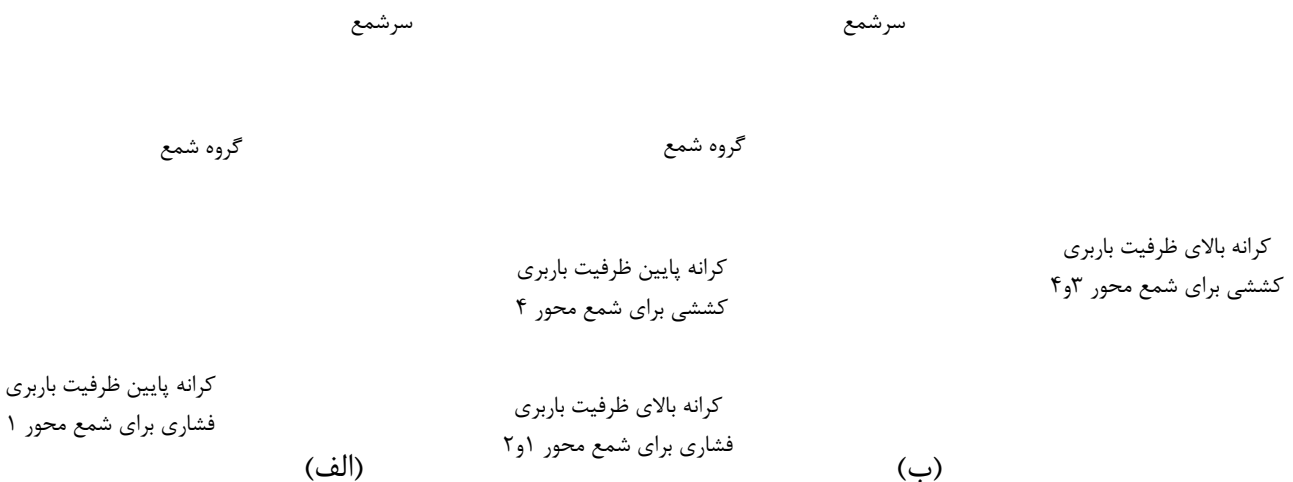 سرشمع
سرشمع
گروه شمع
گروه شمع
کرانه بالای ظرفیت باربری
کششی برای شمع محور ۳و۴
کرانه پایین ظرفیت باربری
کششی برای شمع محور ۴
کرانه پایین ظرفیت باربری
فشاری برای شمع محور ۱
کرانه بالای ظرفیت باربری
فشاری برای شمع محور ۱و۲
(الف)
(ب)